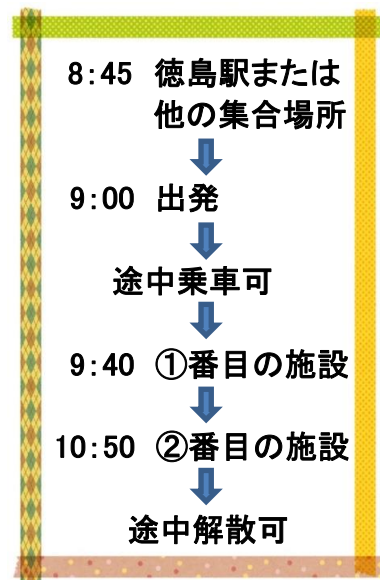 8:45 徳島駅または
他の集合場所
9:00 出発
途中乗車可
9:40 ①番目の施設
10:50 ②番目の施設
途中解散可